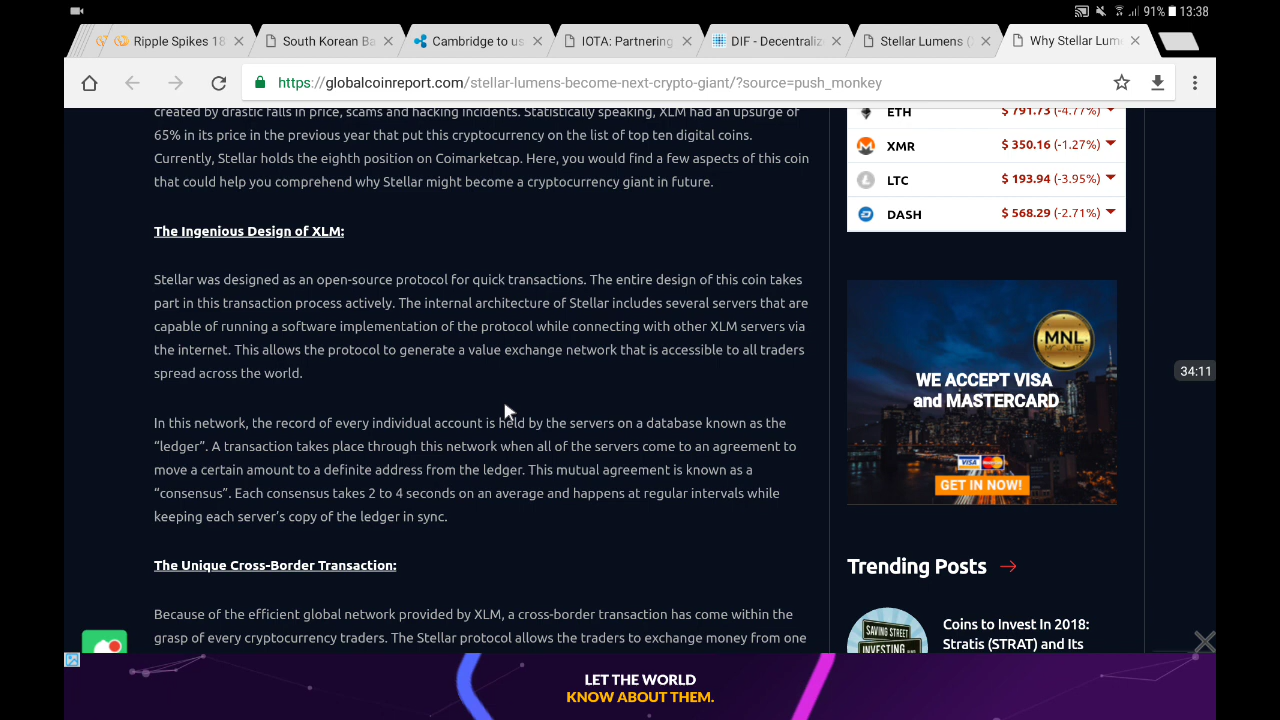 91% 13:38
Ripple Spikes 18
South Korean Ba
Cambridge to us
IOTA: Partnering
DIF - Decentraliz
Stellar Lumens (
Why Stellar Lum
https://globalcoinreport.com/stellar-lumens-become-next-crypto-giant/?source=push_monkey
created by drastic falls in price, scams and hacking incidents. Statistically speaking, XLM had an upsurge of
65% in its price in the previous year that put this cryptocurrency on the list of top ten digital coins.
Currently, Stellar holds the eighth position on Coimarketcap. Here, you would find a few aspects of this coin
that could help you comprehend why Stellar might become a cryptocurrency giant in future.
The Ingenious Design of XLM:
Stellar was designed as an open-source protocol for quick transactions. The entire design of this coin takes
part in this transaction process actively. The internal architecture of Stellar includes several servers that are
capable of running a software implementation of the protocol while connecting with other XLM servers via
the internet. This allows the protocol to generate a value exchange network that is accessible to all traders
spread across the world.
In this network, the record of every individual account is held by the servers on a database known as the
“ledger”. A transaction takes place through this network when all of the servers come to an agreement to
move a certain amount to a definite address from the ledger. This mutual agreement is known as a
“consensus”. Each consensus takes 2 to 4 seconds on an average and happens at regular intervals while
keeping each server’s copy of the ledger in sync.
The Unique Cross-Border Transaction:
Because of the efficient global network provided by XLM, a cross-border transaction has come within the
grasp of every cryptocurrency traders. The Stellar protocol allows the traders to exchange money from one
ETH $ 791.73 (-4.77%)
XMR $ 350.16 (-1.27%)
LTC $ 193.94 (-3.95%)
DASH $ 568.29 (-2.71%)
MNL
WE ACCEPT VISA
and MASTERCARD
VISA MasterCard
GET IN NOW!
34:11
Trending Posts
SAVING STREET
INVESTING
Coins to Invest In 2018:
Stratis (STRAT) and Its
LET THE WORLD
KNOW ABOUT THEM.